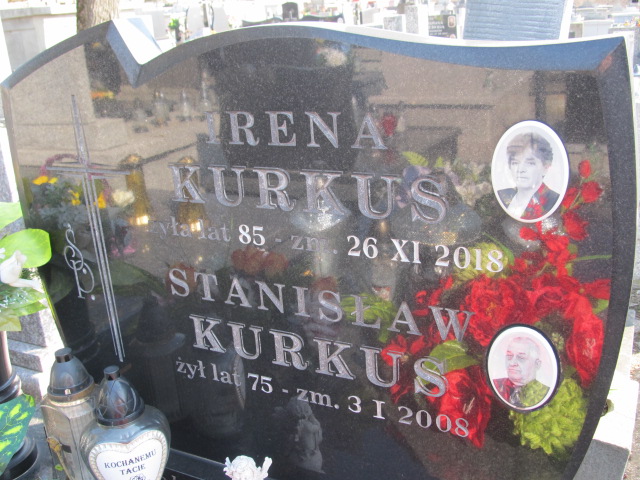 IRENA
KURKUS
żyła lat 85 - zm. 26 XI 2018
STANISŁAW
KURKUS
żył lat 75 - zm. 3 I 2008
Ś.P.
KOCHANEMU
TACIE